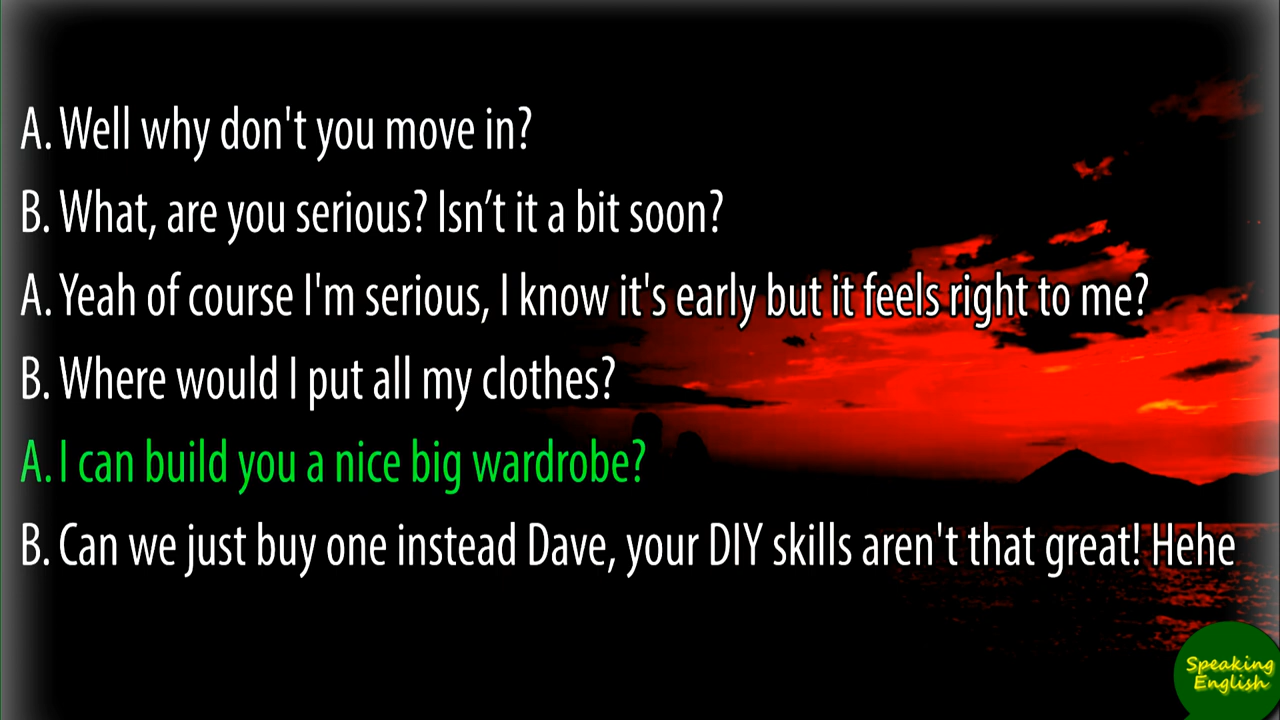 A. Well why don't you move in?
B. What, are you serious? Isn’t it a bit soon?
A. Yeah of course I'm serious, I know it's early but it feels right to me?
B. Where would I put all my clothes?
A. I can build you a nice big wardrobe?
B. Can we just buy one instead Dave, your DIY skills aren't that great! Hehe
Speaking
English